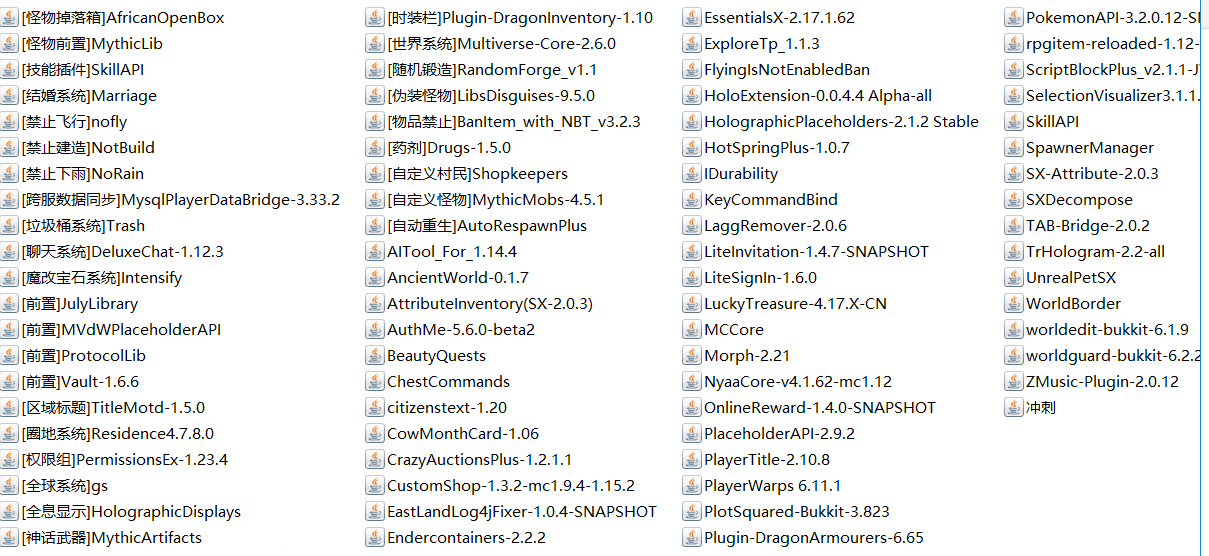 [怪物掉落箱]AfricanOpenBox
[怪物前置]MythicLib
[技能插件]SkillAPI
[结婚系统]Marriage
[禁止飞行]nofly
[禁止建造]NotBuild
[禁止下雨]NoRain
[跨服数据同步]MysqlPlayerDataBridge-3.33.2
[垃圾桶系统]Trash
[聊天系统]DeluxeChat-1.12.3
[魔改宝石系统]Intensify
[前置]JulyLibrary
[前置]MVdWPlaceholderAPI
[前置]ProtocolLib
[前置]Vault-1.6.6
[区域标题]TitleMotd-1.5.0
[圈地系统]Residence4.7.8.0
[权限组]PermissionsEx-1.23.4
[全球系统]gs
[全息显示]HolographicDisplays
[神话武器]MythicArtifacts
[时装栏]Plugin-DragonInventory-1.10
[世界系统]Multiverse-Core-2.6.0
[随机锻造]RandomForge_v1.1
[伪装怪物]LibsDisguises-9.5.0
[物品禁止]BanItem_with_NBT_v3.2.3
[药剂]Drugs-1.5.0
[自定义村民]Shopkeepers
[自定义怪物]MythicMobs-4.5.1
[自动重生]AutoRespawnPlus
AITool_For_1.14.4
AncientWorld-0.1.7
AttributeInventory(SX-2.0.3)
AuthMe-5.6.0-beta2
BeautyQuests
ChestCommands
citizenstext-1.20
CowMonthCard-1.06
CrazyAuctionsPlus-1.2.1.1
CustomShop-1.3.2-mc1.9.4-1.15.2
EastLandLog4jFixer-1.0.4-SNAPSHOT
Endercontainers-2.2.2
EssentialsX-2.17.1.62
ExploreTp_1.1.3
FlyingIsNotEnabledBan
HoloExtension-0.0.4.4 Alpha-all
HolographicPlaceholders-2.1.2 Stable
HotSpringPlus-1.0.7
IDurability
KeyCommandBind
LaggRemover-2.0.6
LiteInvitation-1.4.7-SNAPSHOT
LiteSignIn-1.6.0
LuckyTreasure-4.17.X-CN
MCCore
Morph-2.21
NyaaCore-v4.1.62-mc1.12
OnlineReward-1.4.0-SNAPSHOT
PlaceholderAPI-2.9.2
PlayerTitle-2.10.8
PlayerWarps 6.11.1
PlotSquared-Bukkit-3.823
Plugin-DragonArmourers-6.65
PokemonAPI-3.2.0.12-S
rpgitem-reloaded-1.12-
ScriptBlockPlus_v2.1.1-
SelectionVisualizer3.1.1.
SkillAPI
SpawnerManager
SX-Attribute-2.0.3
SXDecompose
TAB-Bridge-2.0.2
TrHologram-2.2-all
UnrealPetSX
WorldBorder
worldedit-bukkit-6.1.9
worldguard-bukkit-6.2.2
ZMusic-Plugin-2.0.12
冲刺